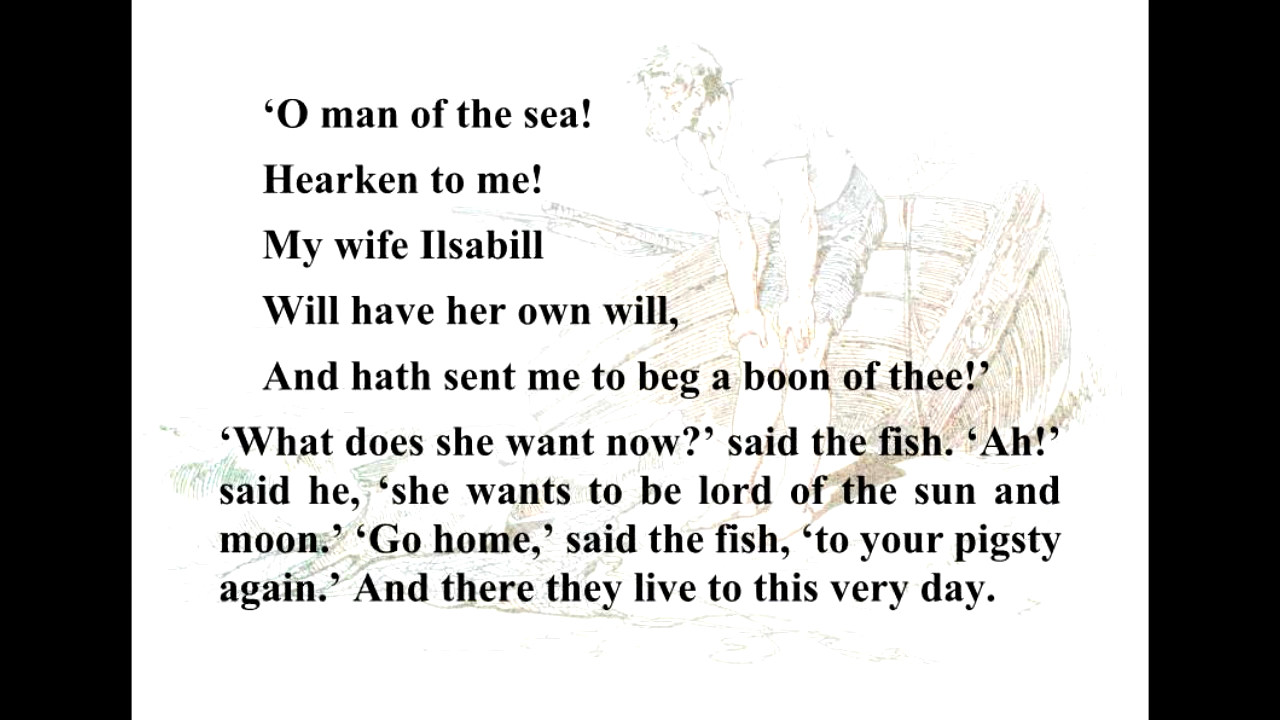 ‘O man of the sea!
Hearken to me!
My wife Ilsabill
Will have her own will,
And hath sent me to beg a boon of thee!’
‘What does she want now?’ said the fish. ‘Ah!’
said he, ‘she wants to be lord of the sun and
moon.’ ‘Go home,’ said the fish, ‘to your pigsty
again.’ And there they live to this very day.